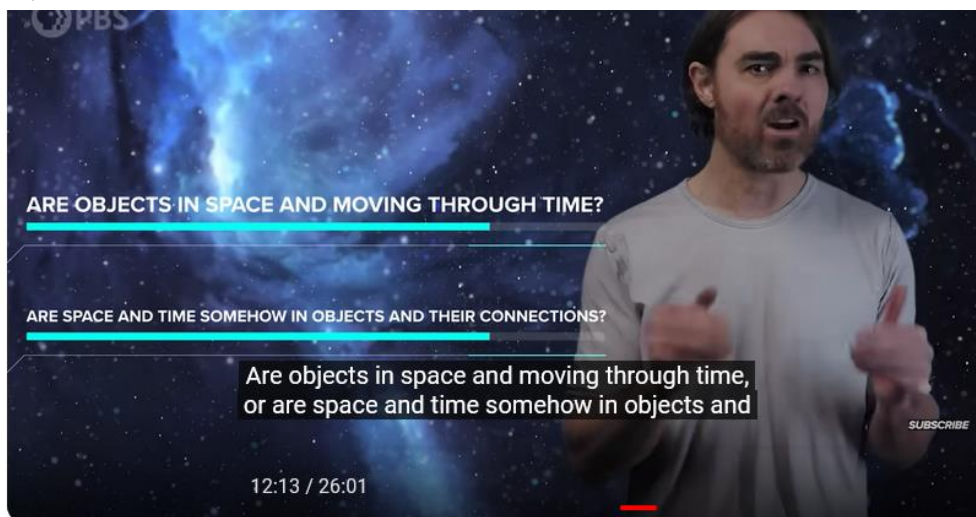 PBS
ARE OBJECTS IN SPACE AND MOVING THROUGH TIME?
ARE SPACE AND TIME SOMEHOW IN OBJECTS AND THEIR CONNECTIONS?
Are objects in space and moving through time,
or are space and time somehow in objects and
SUBSCRIBE
12:13 / 26:01